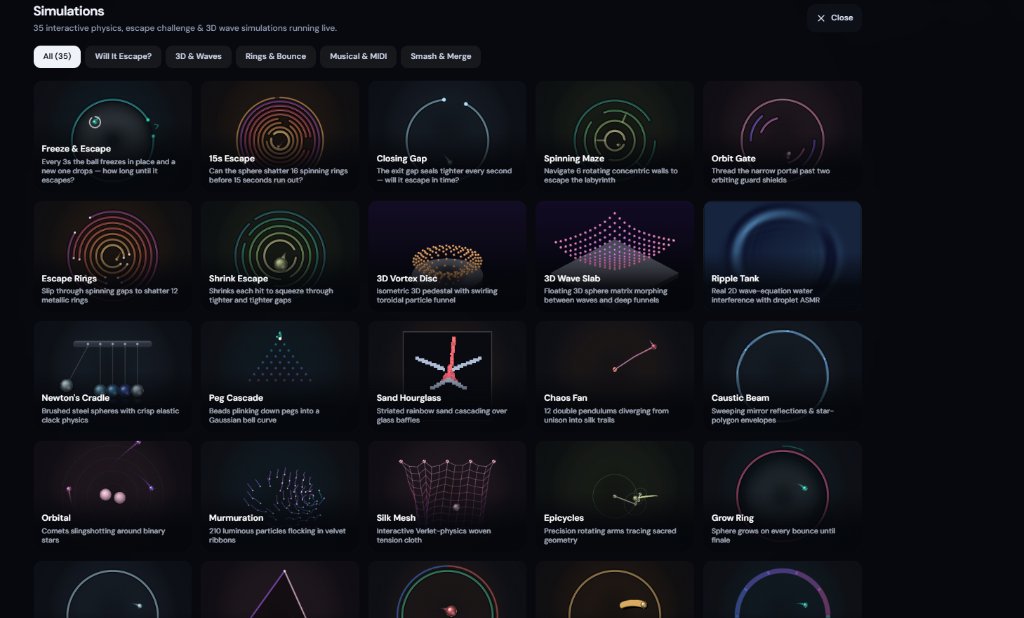 Simulations
35 interactive physics, escape challenge & 3D wave simulations running live.
Close
All (35)
Will It Escape?
3D & Waves
Rings & Bounce
Musical & MIDI
Smash & Merge
Freeze & Escape
Every 3s the ball freezes in place and a
new one drops — how long until it
escapes?
15s Escape
Can the sphere shatter 16 spinning rings
before 15 seconds run out?
Closing Gap
The exit gap seals tighter every second
— will it escape in time?
Spinning Maze
Navigate 6 rotating concentric walls to
escape the labyrinth
Orbit Gate
Thread the narrow portal past two
orbiting guard shields
Escape Rings
Slip through spinning gaps to shatter 12
metallic rings
Shrink Escape
Shrinks each hit to squeeze through
tighter and tighter gaps
3D Vortex Disc
Isometric 3D pedestal with swirling
toroidal particle funnel
3D Wave Slab
Floating 3D sphere matrix morphing
between waves and deep funnels
Ripple Tank
Real 2D wave-equation water
interference with droplet ASMR
Newton's Cradle
Brushed steel spheres with crisp elastic
clack physics
Peg Cascade
Beads plinking down pegs into a
Gaussian bell curve
Sand Hourglass
Striated rainbow sand cascading over
glass baffles
Chaos Fan
12 double pendulums diverging from
unison into silk trails
Caustic Beam
Sweeping mirror reflections & star-
polygon envelopes
Orbital
Comets slingshotting around binary
stars
Murmuration
210 luminous particles flocking in velvet
ribbons
Silk Mesh
Interactive Verlet-physics woven
tension cloth
Epicycles
Precision rotating arms tracing sacred
geometry
Grow Ring
Sphere grows on every bounce until
finale